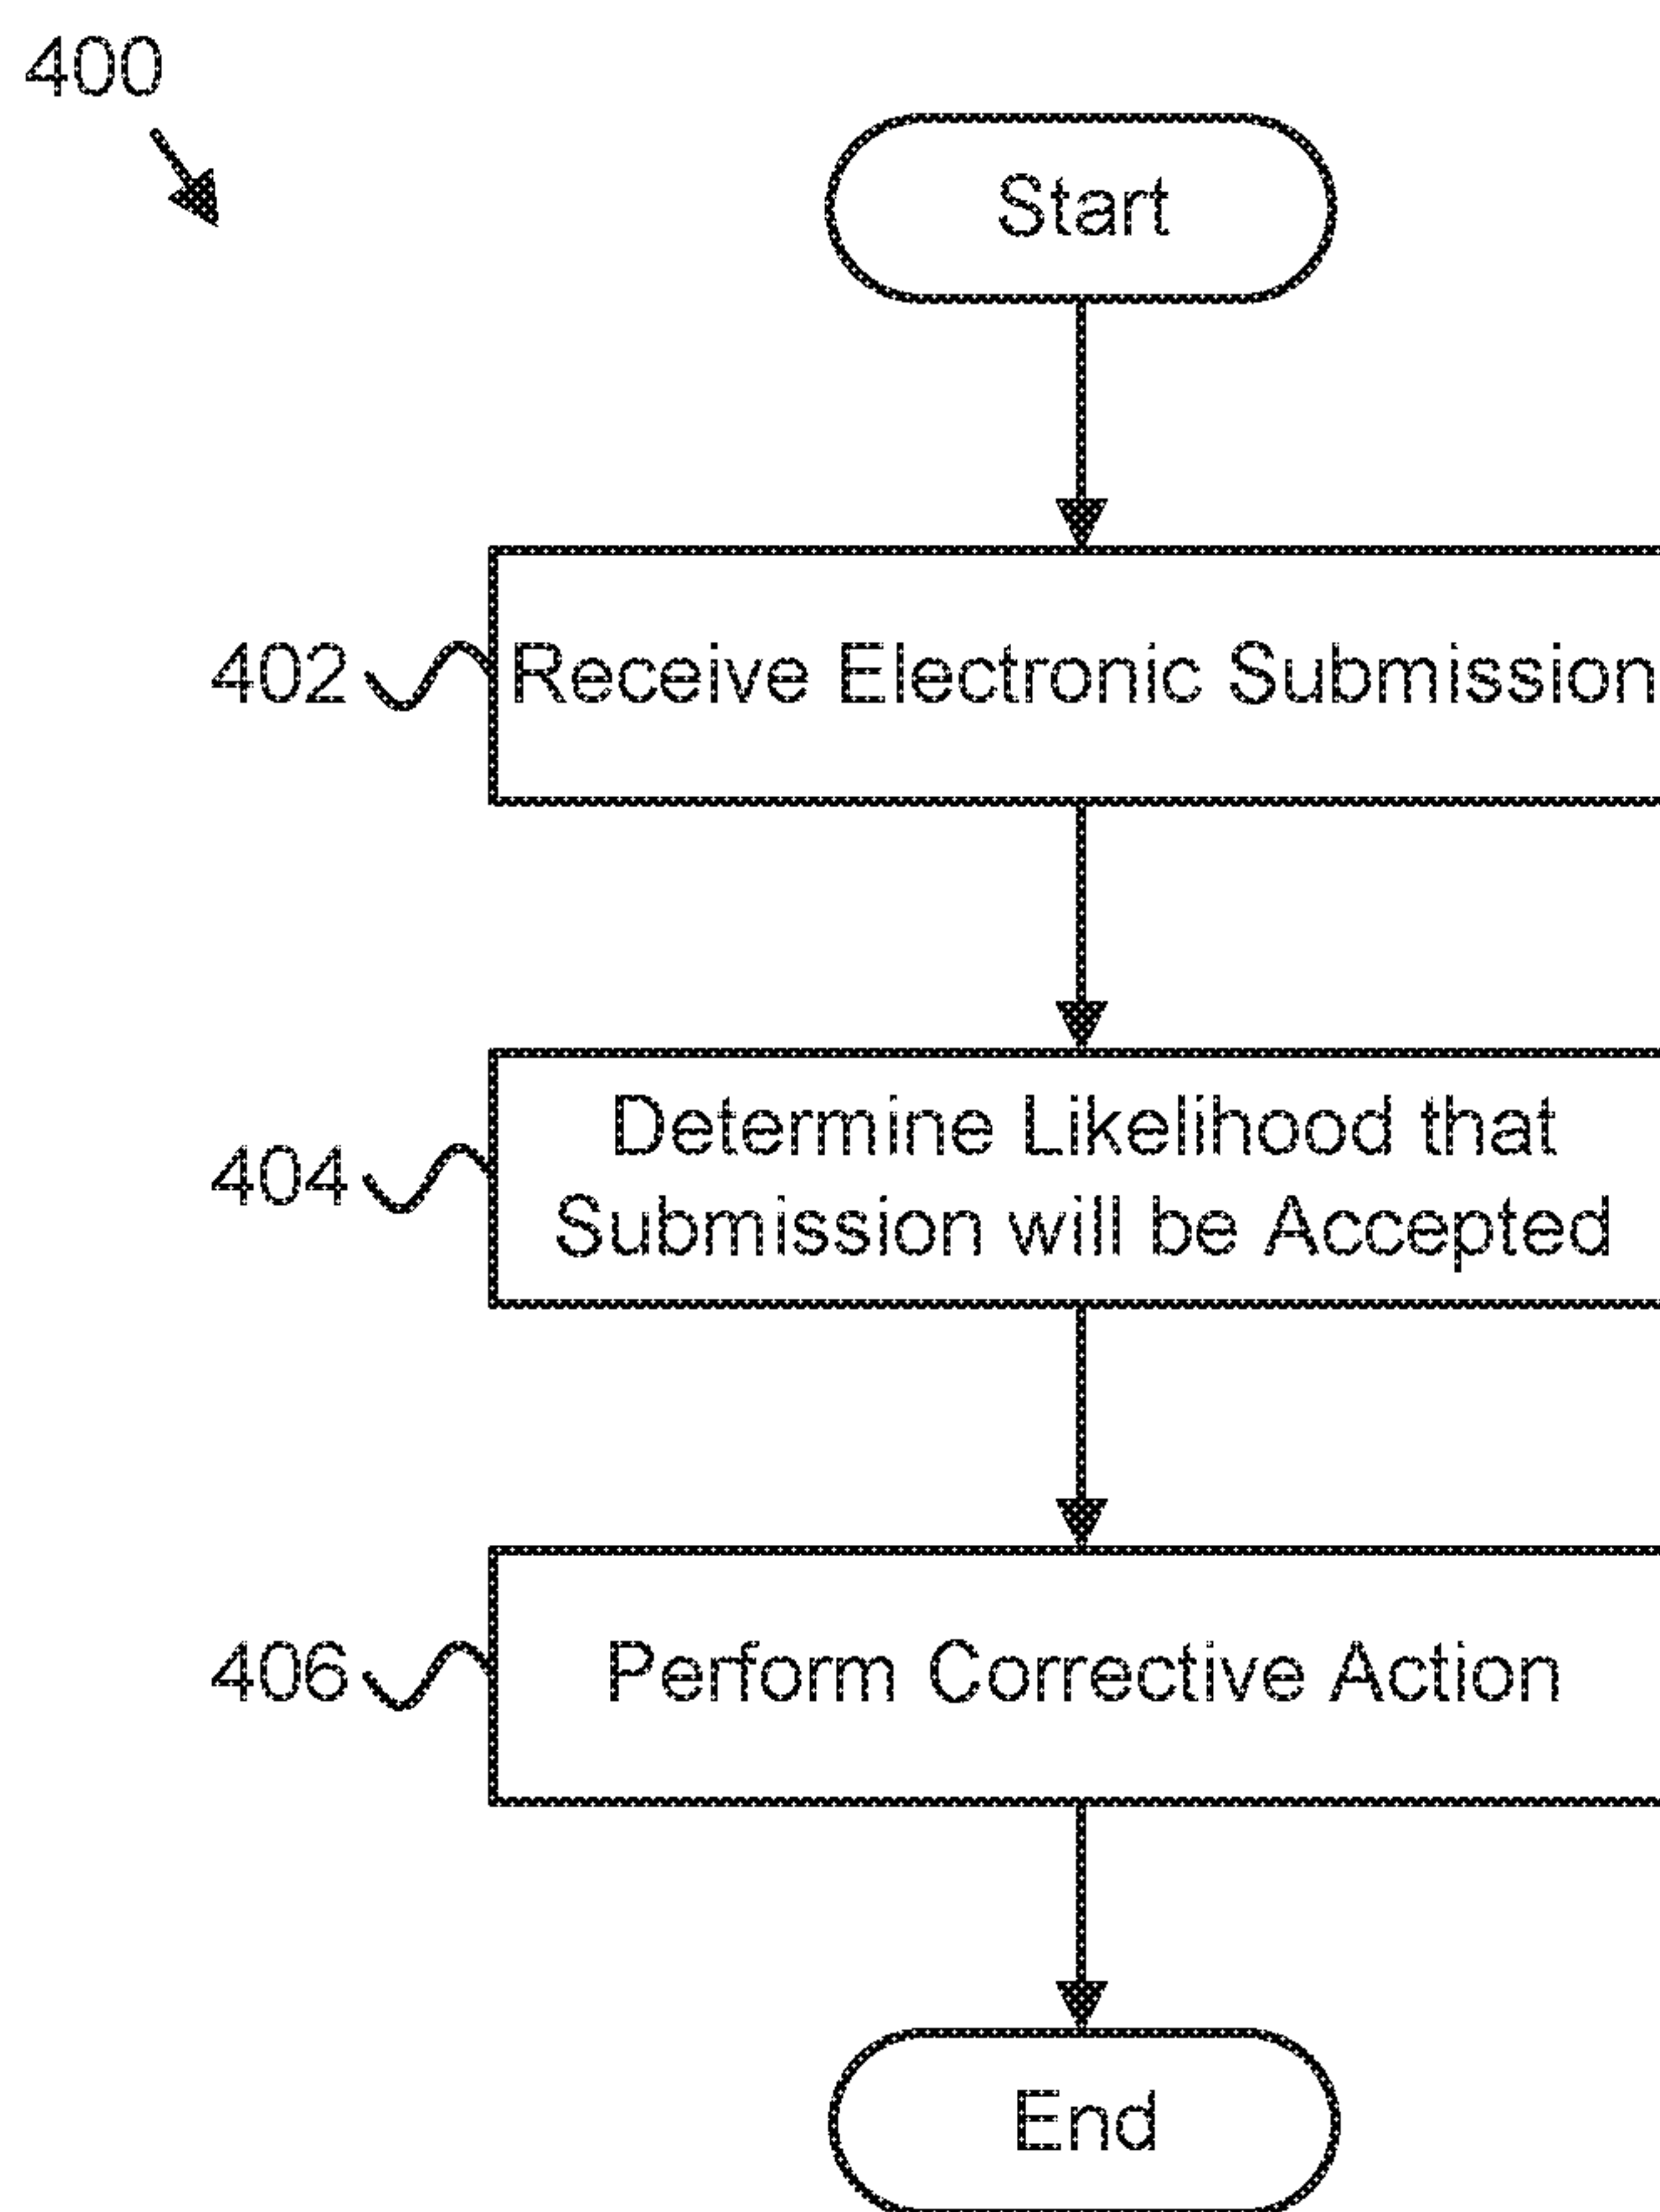 400
Start
402
Receive Electronic Submission
404
Determine Likelihood that
Submission will be Accepted
406
Perform Corrective Action
End